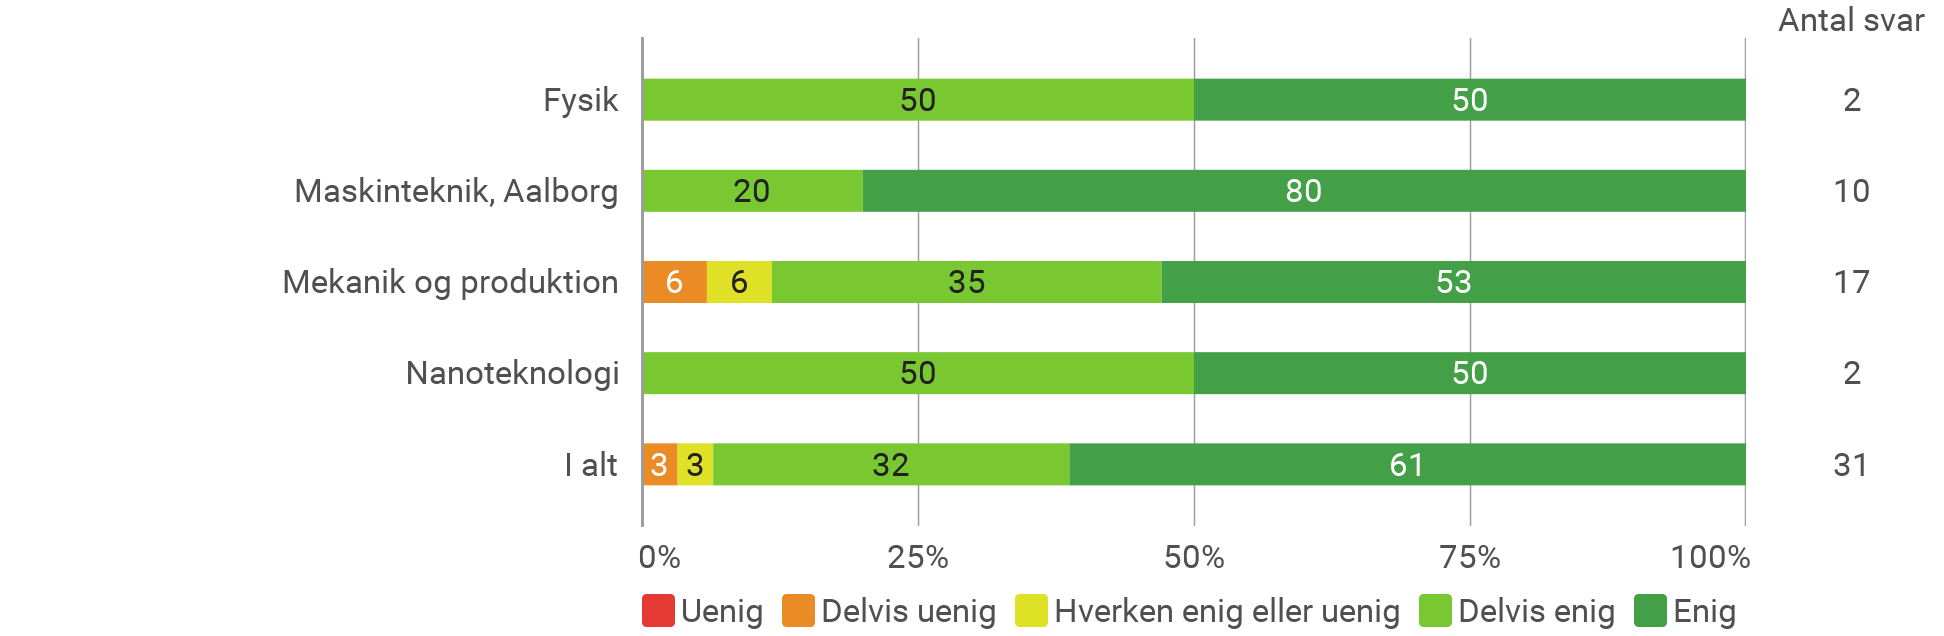 Antal svar
Fysik 50 50 2
Maskinteknik, Aalborg 20 80 10
Mekanik og produktion 6 6 35 53 17
Nanoteknologi 50 50 2
I alt 3 3 32 61 31
0% 25% 50% 75% 100%
Uenig Delvis uenig Hverken enig eller uenig Delvis enig Enig